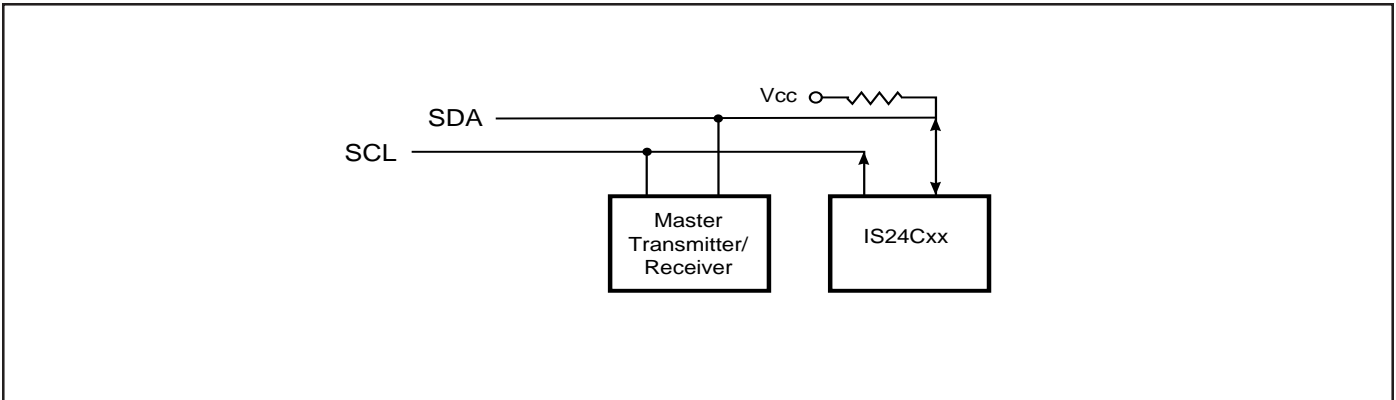 Vcc
SDA
SCL
Master
Transmitter/
Receiver
IS24Cxx